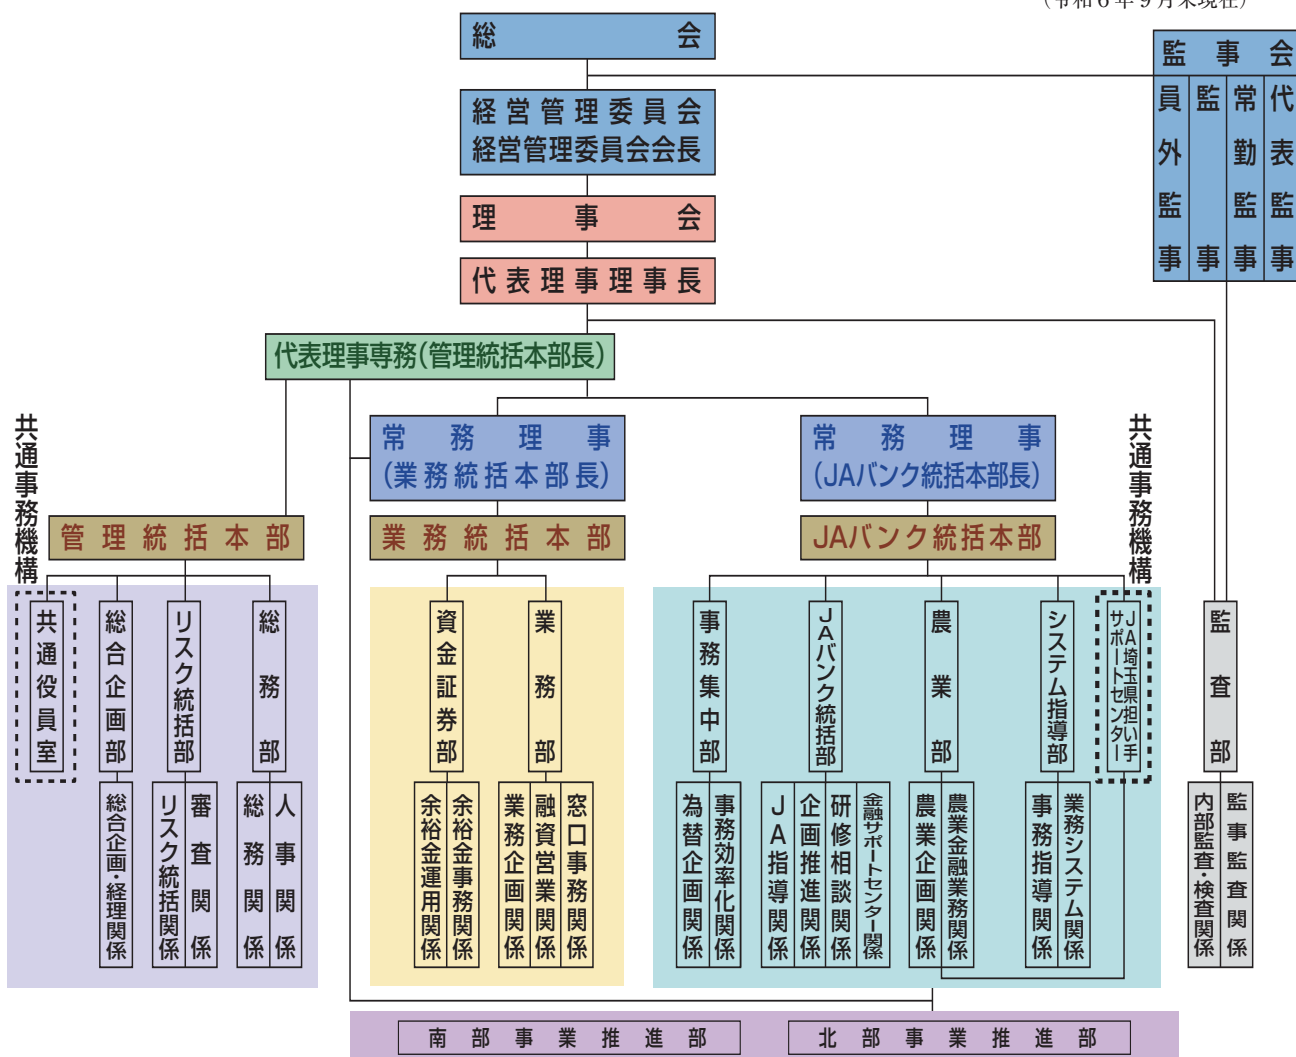 (令和6年9月末現在)
総会
経営管理委員会
経営管理委員会会長
理事会
代表理事理事長
監事会
代表監事
常勤監事
監事
員外監事
代表理事専務(管理統括本部長)
常務理事
(業務統括本部長)
常務理事
(JAバンク統括本部長)
共通事務機構
共通事務機構
管理統括本部
業務統括本部
JAバンク統括本部
共通役員室
総合企画部
リスク統括部
総務部
資金証券部
業務部
事務集中部
JAバンク統括部
農業部
システム指導部
JA埼玉県担い手
サポートセンター
監査部
総合企画・経理関係
リスク統括関係
審査関係
総務関係
人事関係
余裕金運用関係
余裕金事務関係
業務企画関係
融資営業関係
窓口事務関係
為替企画関係
事務効率化関係
JA指導関係
企画推進関係
研修相談関係
金融サポートセンター関係
農業企画関係
農業金融業務関係
事務指導関係
業務システム関係
内部監査・検査関係
監事監査関係
南部事業推進部
北部事業推進部